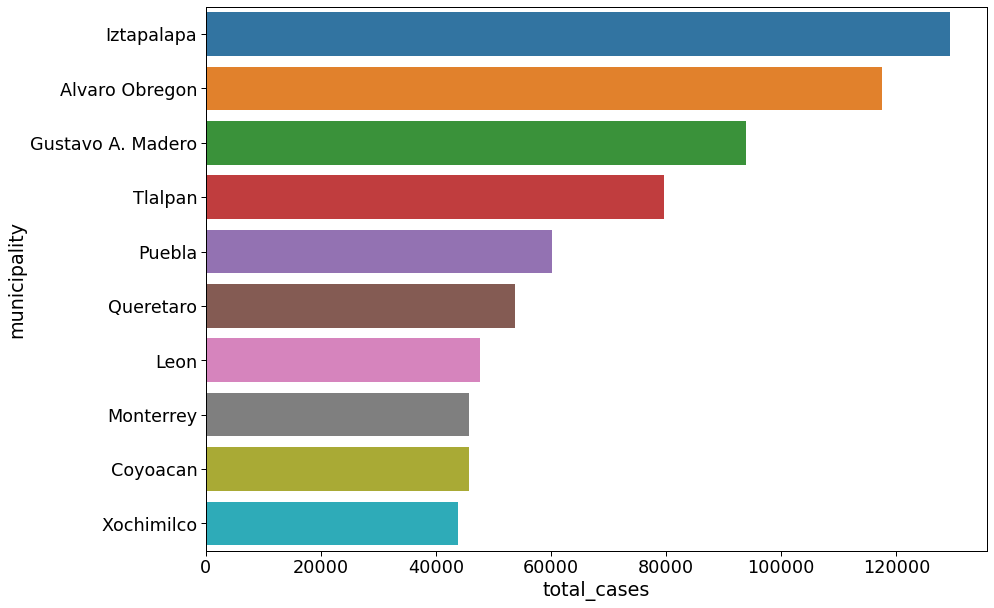 Iztapalapa
Alvaro Obregon
Gustavo A. Madero
Tlalpan
Puebla
Queretaro
Leon
Monterrey
Coyoacan
Xochimilco
municipality
0 20000 40000 60000 80000 100000 120000
total_cases